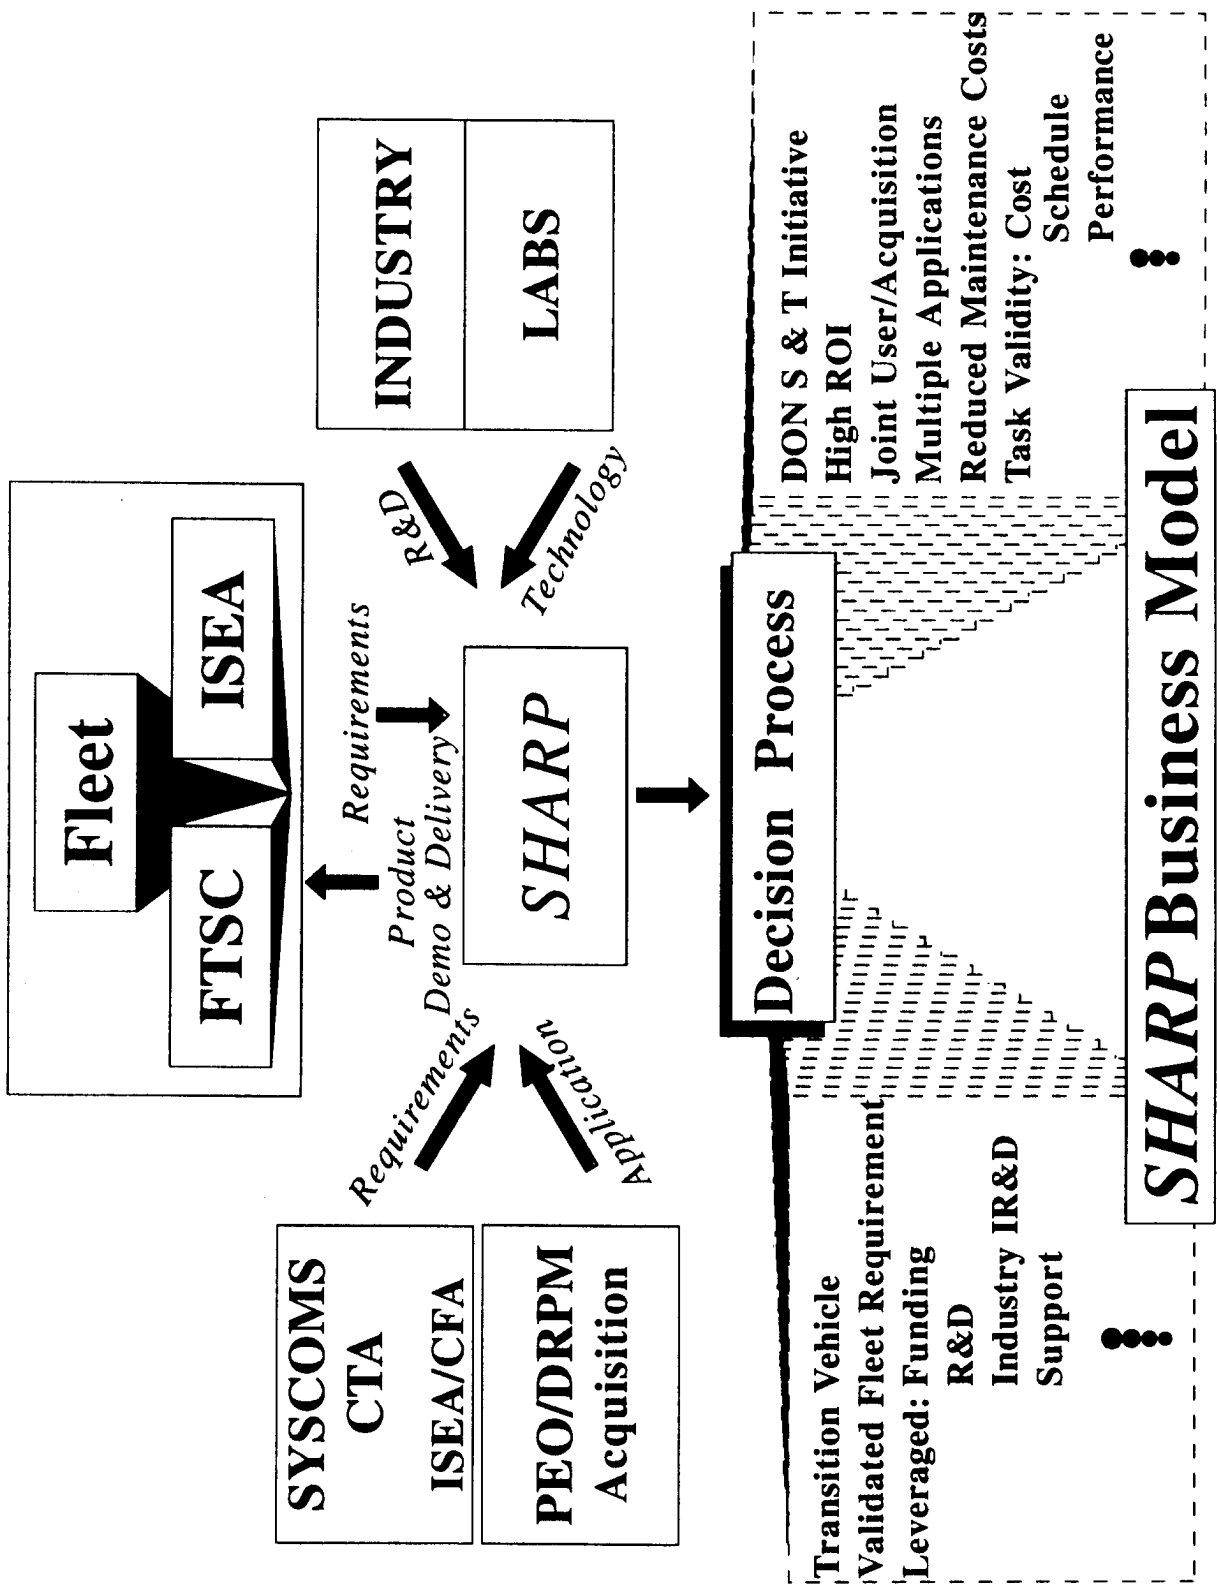 Fleet
FTSC
ISEA
SYSCOMS
CTA
ISEA/CFA
PEO/DRPM
Acquisition
Requirements
Application
Product
Demo & Delivery
Requirements
SHARP
R&D
Technology
INDUSTRY
LABS
Decision Process
Transition Vehicle
Validated Fleet Requirement
Leveraged: Funding
R&D
Industry IR&D
Support
DON S & T Initiative
High ROI
Joint User/Acquisition
Multiple Applications
Reduced Maintenance Costs
Task Validity: Cost
Schedule
Performance
SHARP Business Model